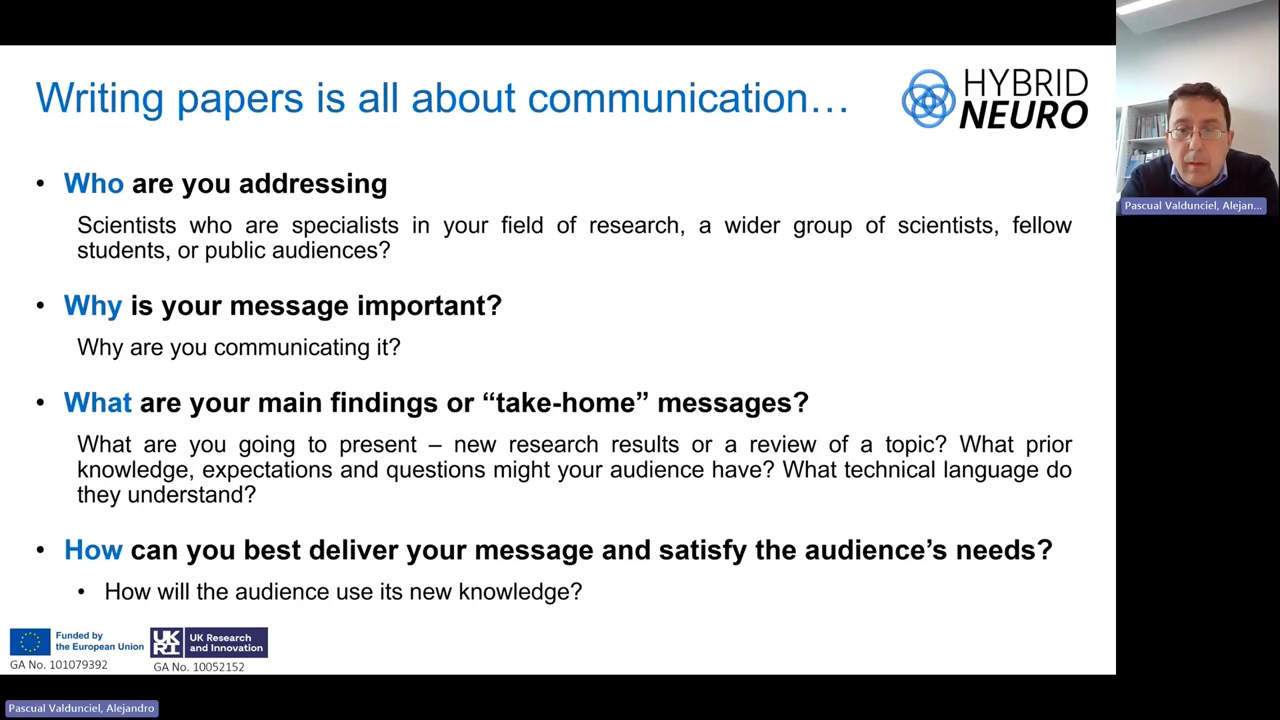 Writing papers is all about communication…
HYBRID
NEURO
• Who are you addressing
Scientists who are specialists in your field of research, a wider group of scientists, fellow
students, or public audiences?
• Why is your message important?
Why are you communicating it?
• What are your main findings or “take-home” messages?
What are you going to present – new research results or a review of a topic? What prior
knowledge, expectations and questions might your audience have? What technical language do
they understand?
• How can you best deliver your message and satisfy the audience’s needs?
• How will the audience use its new knowledge?
Funded by
the European Union
GA No. 101079392
UKRI
UK Research
and Innovation
GA No. 10052152
Pascual Valdunciel, Alejan...
Pascual Valdunciel, Alejandro